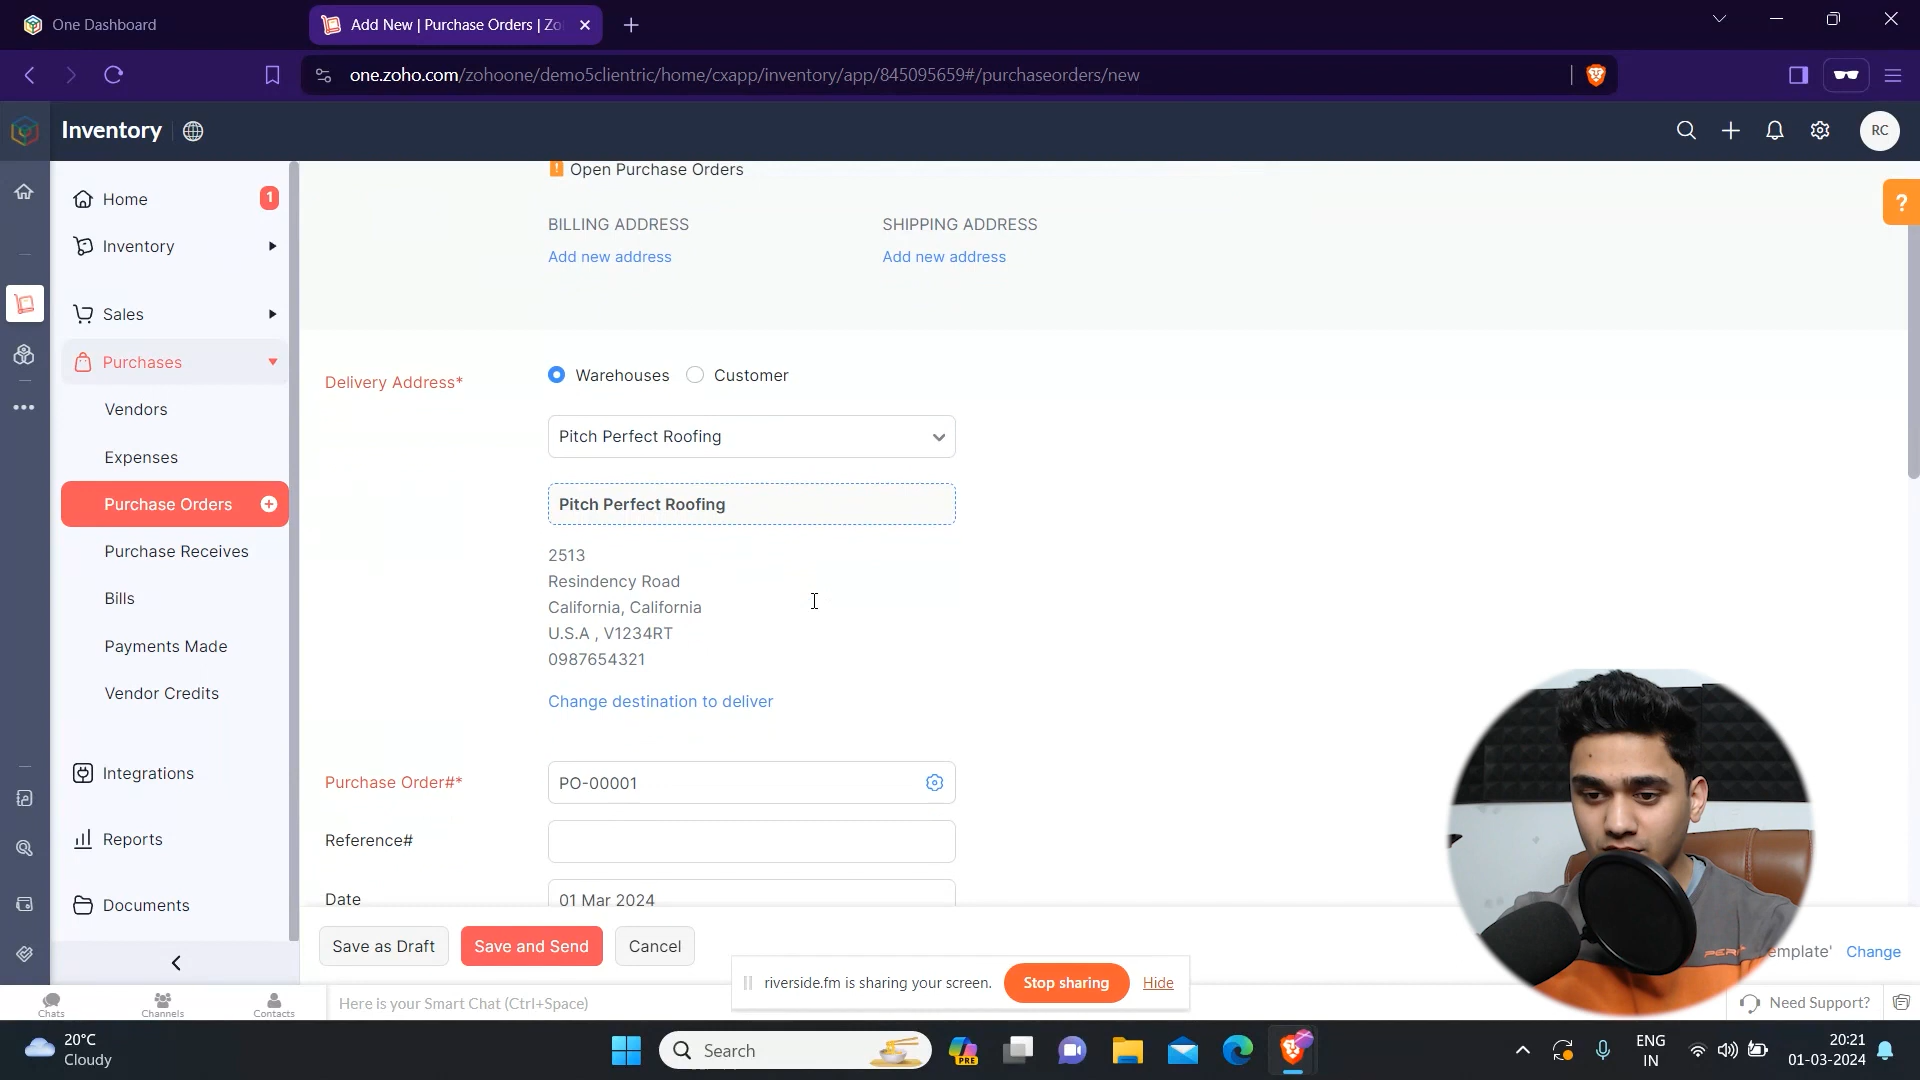 One Dashboard
Add New | Purchase Orders | Zo
one.zoho.com/zohoone/demo5clientric/home/cxapp/inventory/app/845095659#/purchaseorders/new
Inventory
RC
Home
1
Inventory
Sales
Purchases
Vendors
Expenses
Purchase Orders
Purchase Receives
Bills
Payments Made
Vendor Credits
Integrations
Reports
Documents
! Open Purchase Orders
?
BILLING ADDRESS
SHIPPING ADDRESS
Add new address
Add new address
Delivery Address*
Warehouses
Customer
Pitch Perfect Roofing
Pitch Perfect Roofing
2513
Resindency Road
California, California
U.S.A , V1234RT
0987654321
Change destination to deliver
Purchase Order#*
PO-00001
Reference#
Date
01 Mar 2024
Save as Draft
Save and Send
Cancel
emplate'
Change
riverside.fm is sharing your screen.
Stop sharing
Hide
Chats
Channels
Contacts
Here is your Smart Chat (Ctrl+Space)
Need Support?
20°C
Cloudy
Search
PRE
ENG
IN
20:21
01-03-2024